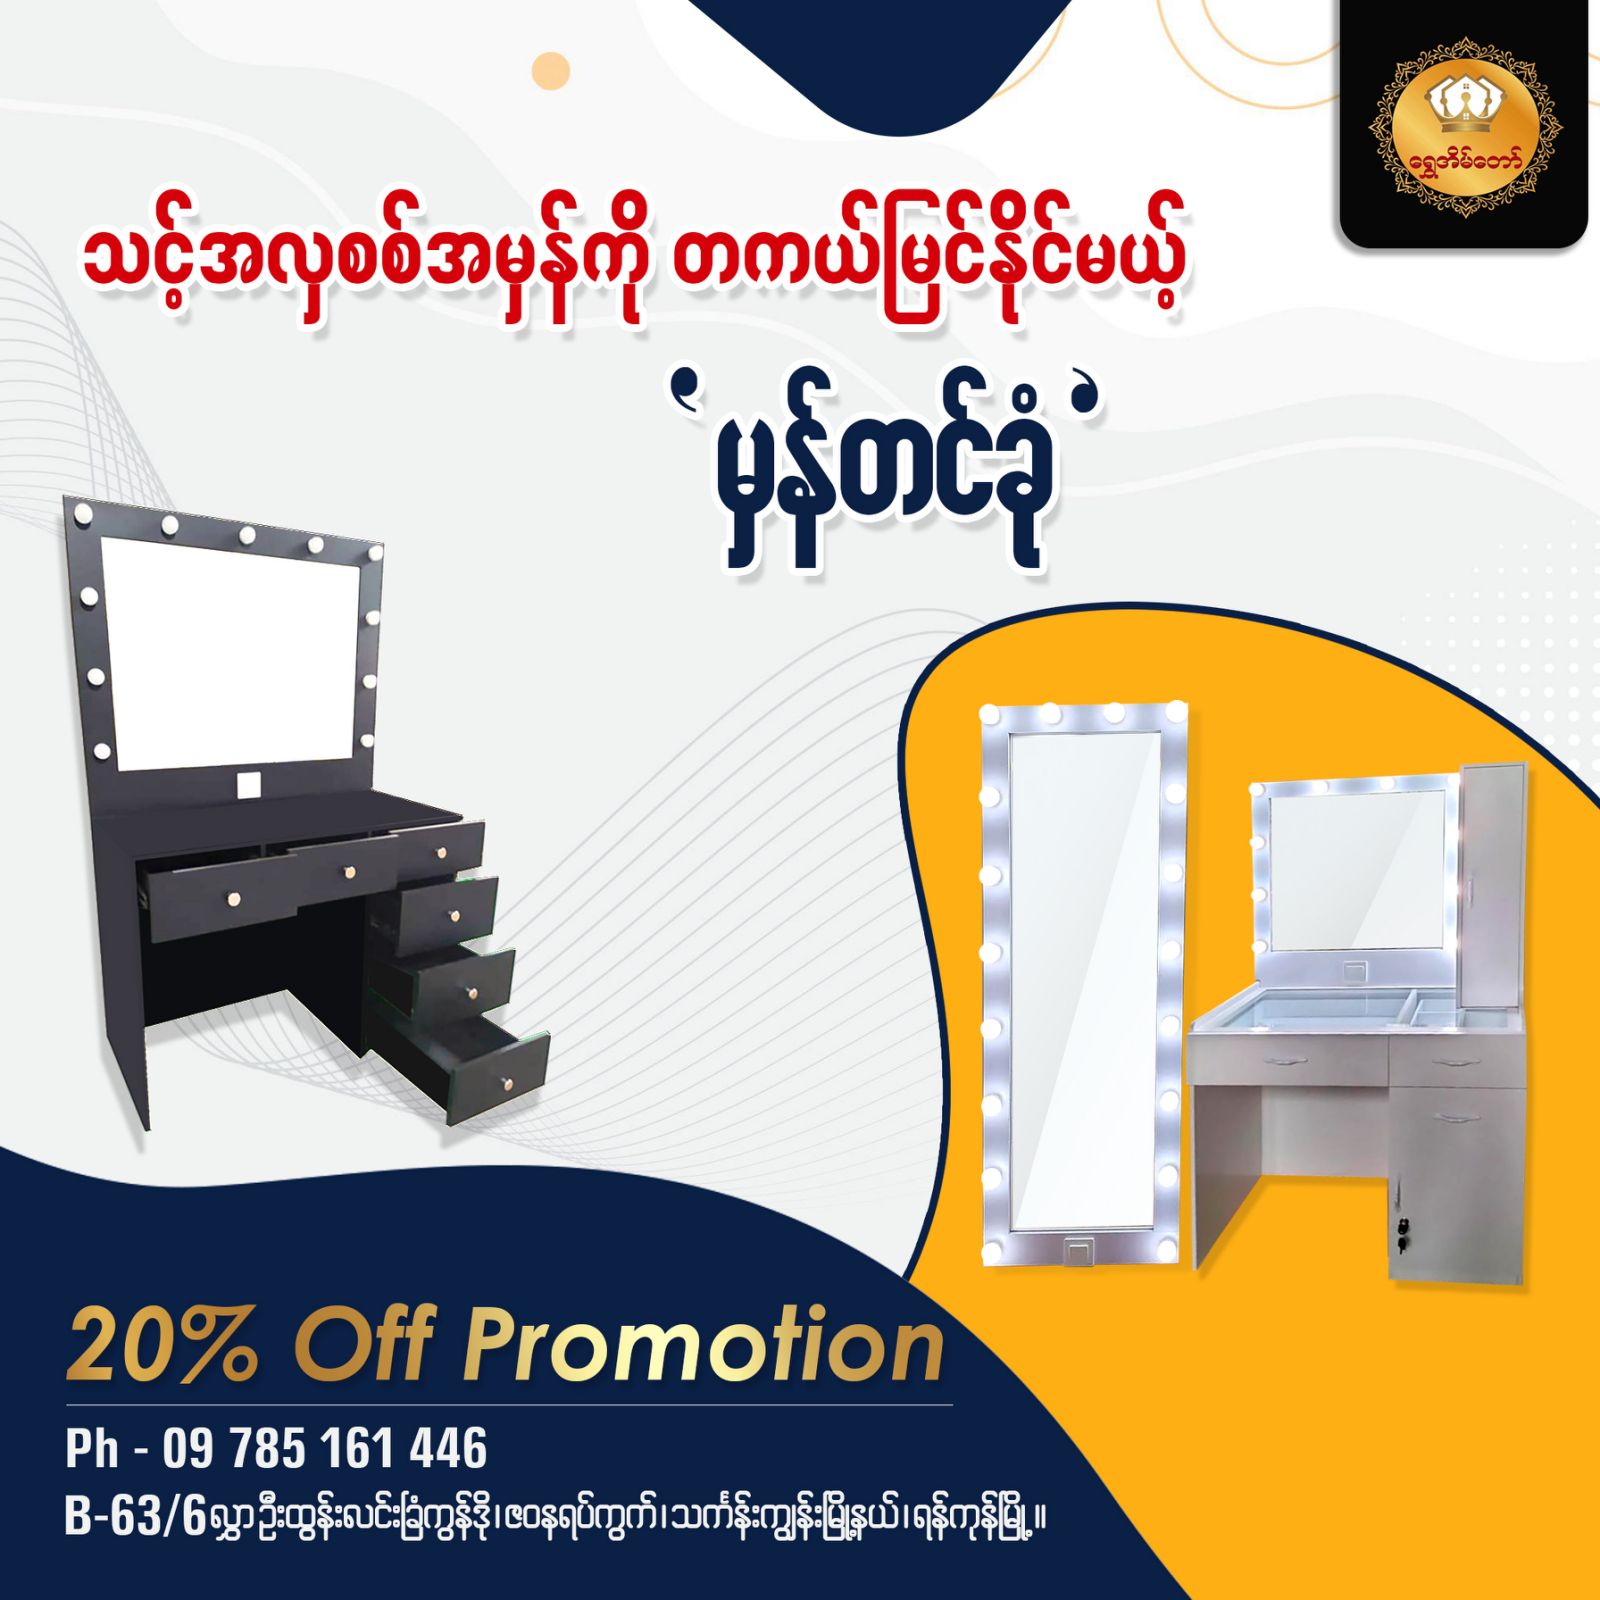 ရွှေအိမ်တော်
သင့်အလှစစ်အမှန်ကို တကယ်မြင်နိုင်မယ့်
‘မှန်တင်ခုံ’
20% Off Promotion
Ph - 09 785 161 446
B-63/6 လွှာ ဦးထွန်းလင်းခြံကွန်ဒို၊ ဇဝနရပ်ကွက်၊ သင်္ကန်းကျွန်းမြို့နယ်၊ ရန်ကုန်မြို့။